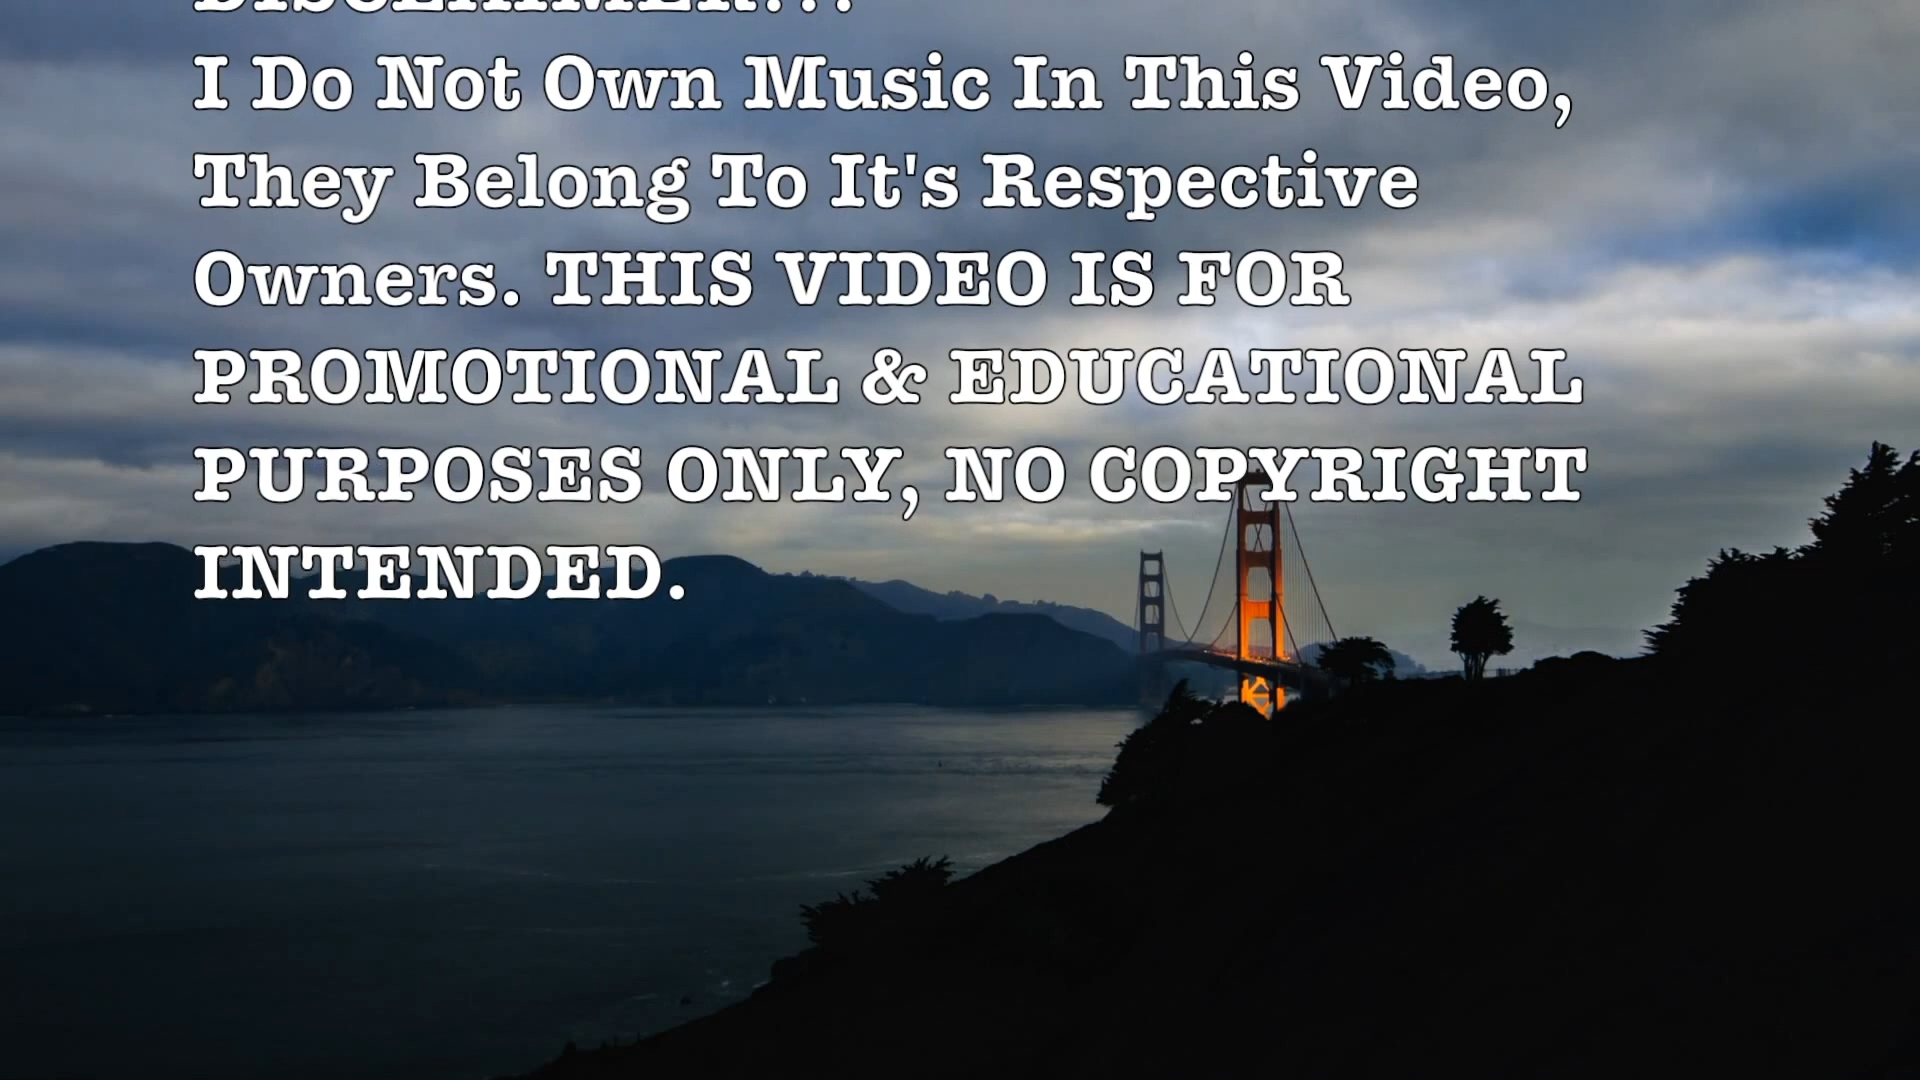 DISCLAIMER...
I Do Not Own Music In This Video,
They Belong To It's Respective
Owners. THIS VIDEO IS FOR
PROMOTIONAL & EDUCATIONAL
PURPOSES ONLY, NO COPYRIGHT
INTENDED.